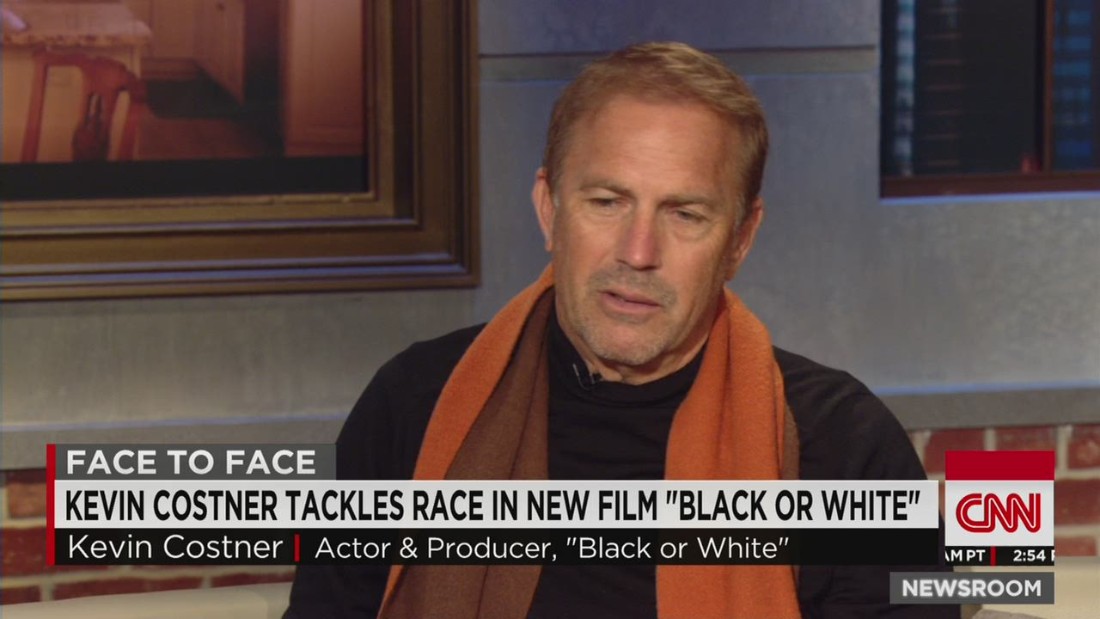 FACE TO FACE
KEVIN COSTNER TACKLES RACE IN NEW FILM "BLACK OR WHITE"
Kevin Costner | Actor & Producer, "Black or White"
CNN
AM PT 2:54
NEWSROOM